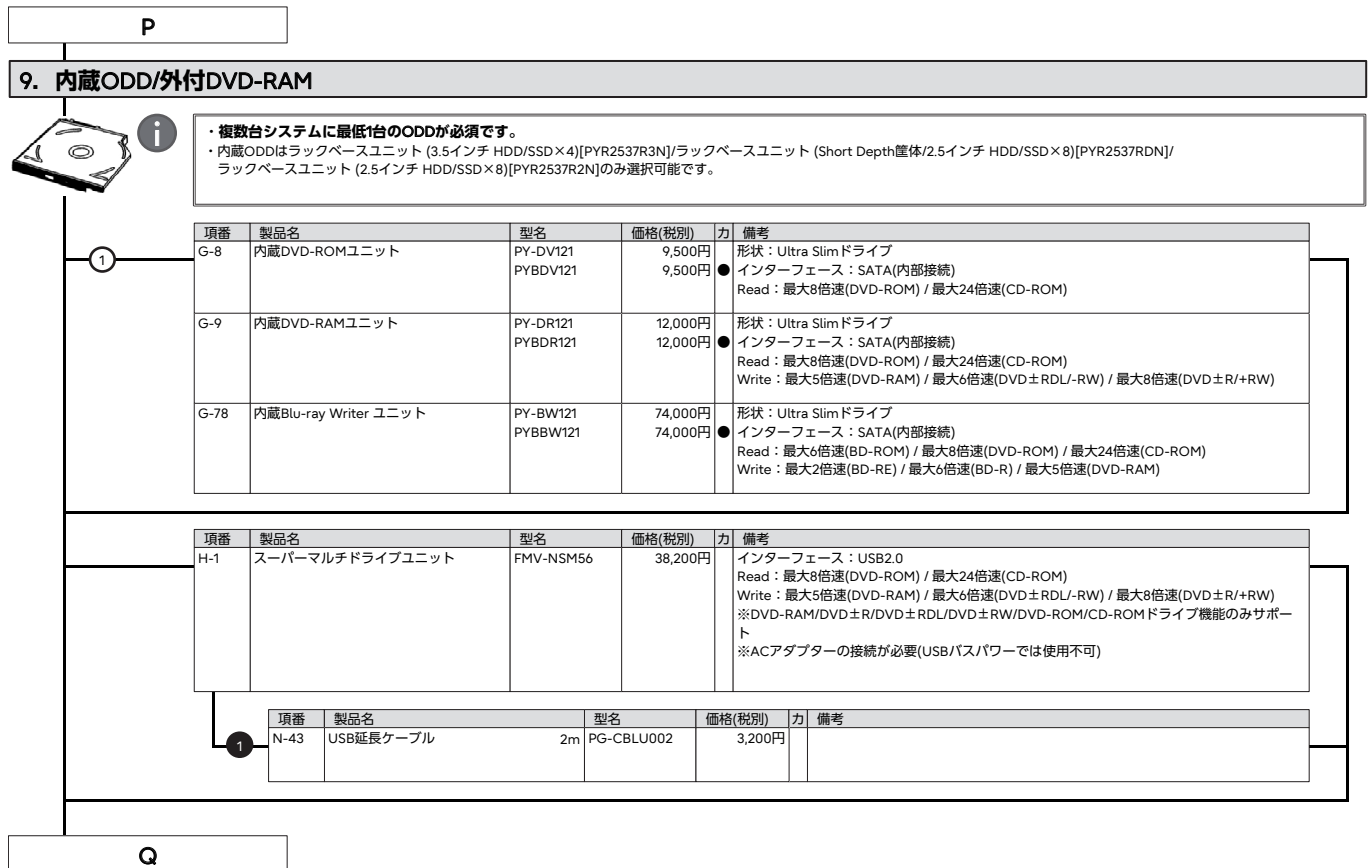 P
9. 内蔵ODD/外付DVD-RAM
i
・複数台システムに最低1台のODDが必須です。
・内蔵ODDはラックベースユニット (3.5インチ HDD/SSD×4)[PYR2537R3N]/ラックベースユニット (Short Depth筐体/2.5インチ HDD/SSD×8)[PYR2537RDN]/
ラックベースユニット (2.5インチ HDD/SSD×8)[PYR2537R2N]のみ選択可能です。
1
項番 製品名 型名 価格(税別) カ 備考
G-8 内蔵DVD-ROMユニット PY-DV121 9,500円 形状：Ultra Slimドライブ
PYBDV121 9,500円 ● インターフェース：SATA(内部接続)
Read：最大8倍速(DVD-ROM) / 最大24倍速(CD-ROM)
G-9 内蔵DVD-RAMユニット PY-DR121 12,000円 形状：Ultra Slimドライブ
PYBDR121 12,000円 ● インターフェース：SATA(内部接続)
Read：最大8倍速(DVD-ROM) / 最大24倍速(CD-ROM)
Write：最大5倍速(DVD-RAM) / 最大6倍速(DVD±RDL/-RW) / 最大8倍速(DVD±R/+RW)
G-78 内蔵Blu-ray Writer ユニット PY-BW121 74,000円 形状：Ultra Slimドライブ
PYBBW121 74,000円 ● インターフェース：SATA(内部接続)
Read：最大6倍速(BD-ROM) / 最大8倍速(DVD-ROM) / 最大24倍速(CD-ROM)
Write：最大2倍速(BD-RE) / 最大6倍速(BD-R) / 最大5倍速(DVD-RAM)
項番 製品名 型名 価格(税別) カ 備考
H-1 スーパーマルチドライブユニット FMV-NSM56 38,200円 インターフェース：USB2.0
Read：最大8倍速(DVD-ROM) / 最大24倍速(CD-ROM)
Write：最大5倍速(DVD-RAM) / 最大6倍速(DVD±RDL/-RW) / 最大8倍速(DVD±R/+RW)
※DVD-RAM/DVD±R/DVD±RDL/DVD±RW/DVD-ROM/CD-ROMドライブ機能のみサポー
ト
※ACアダプターの接続が必要(USBバスパワーでは使用不可)
1
項番 製品名 型名 価格(税別) カ 備考
N-43 USB延長ケーブル 2m PG-CBLU002 3,200円
Q